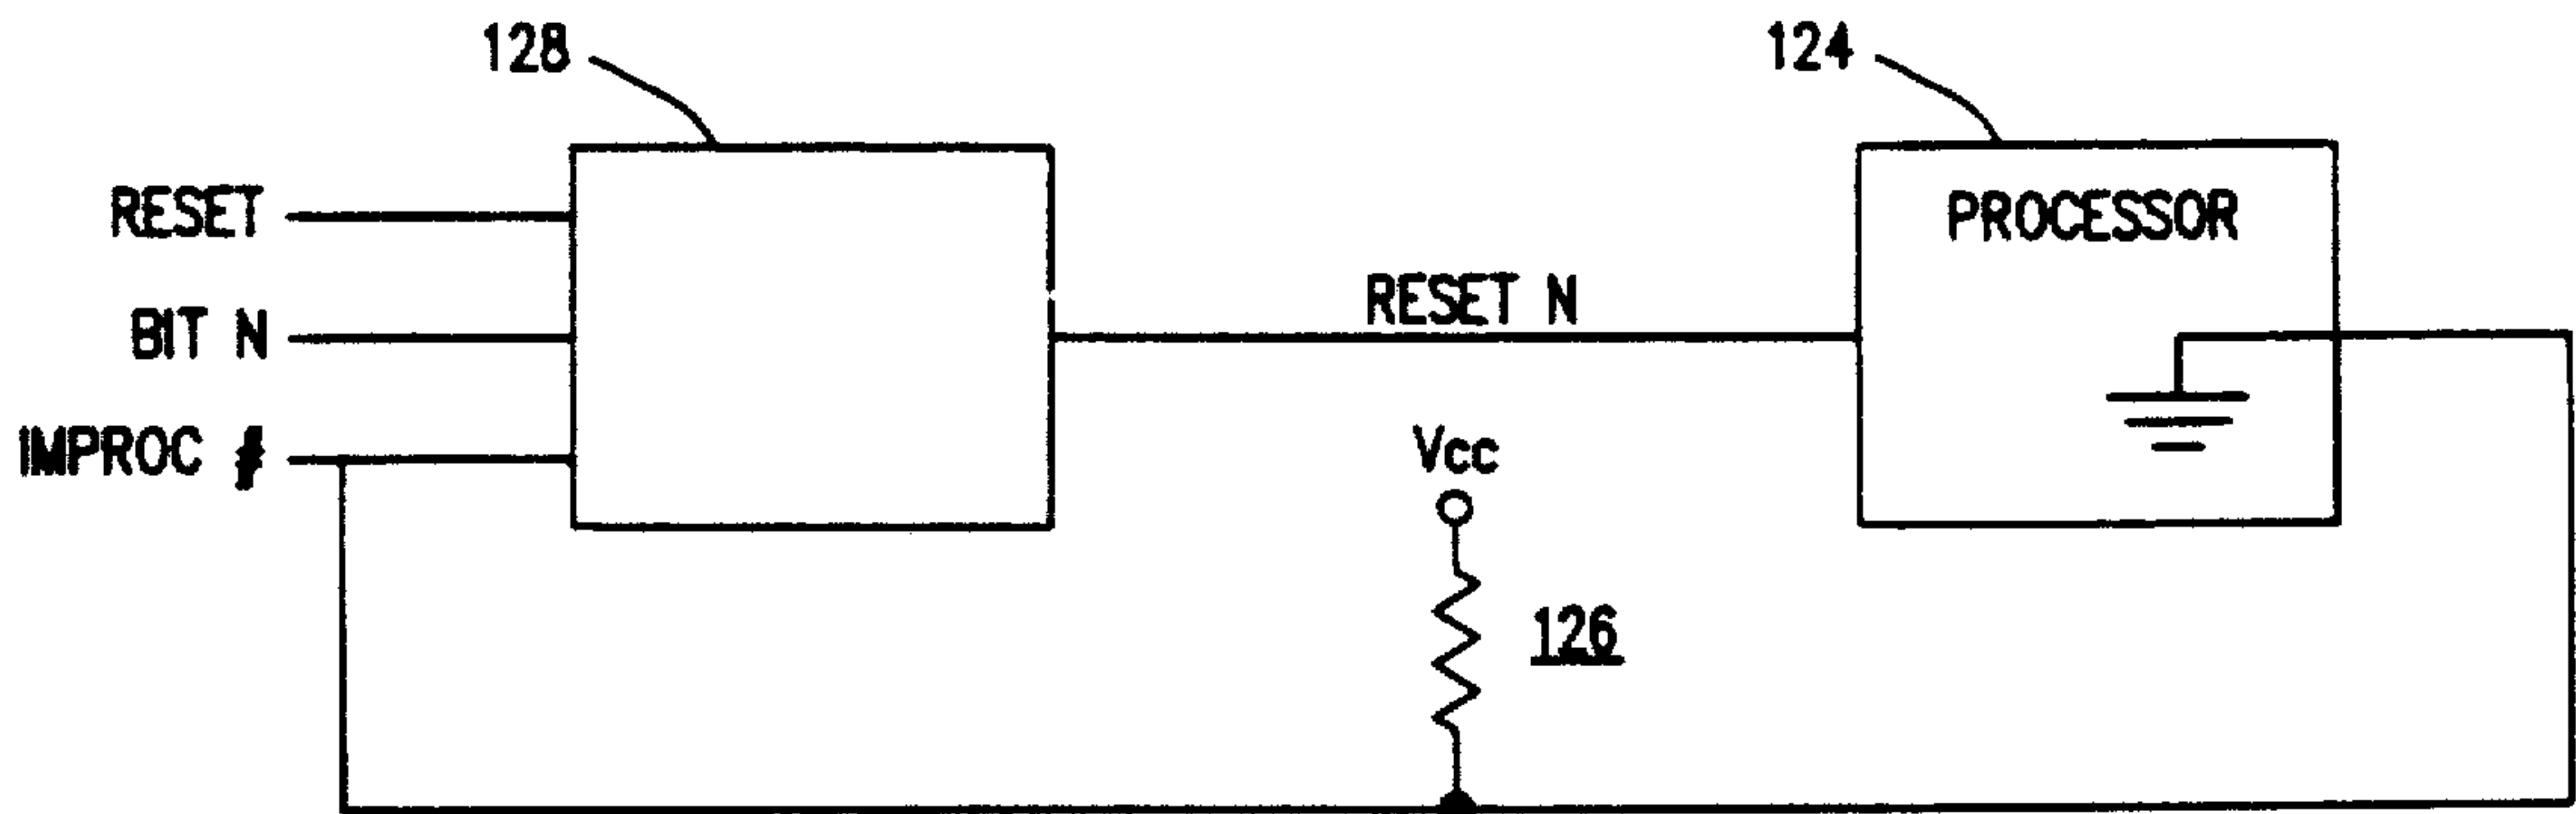 128
124
RESET
PROCESSOR
BIT N
RESET N
IMPROC #
Vcc
126